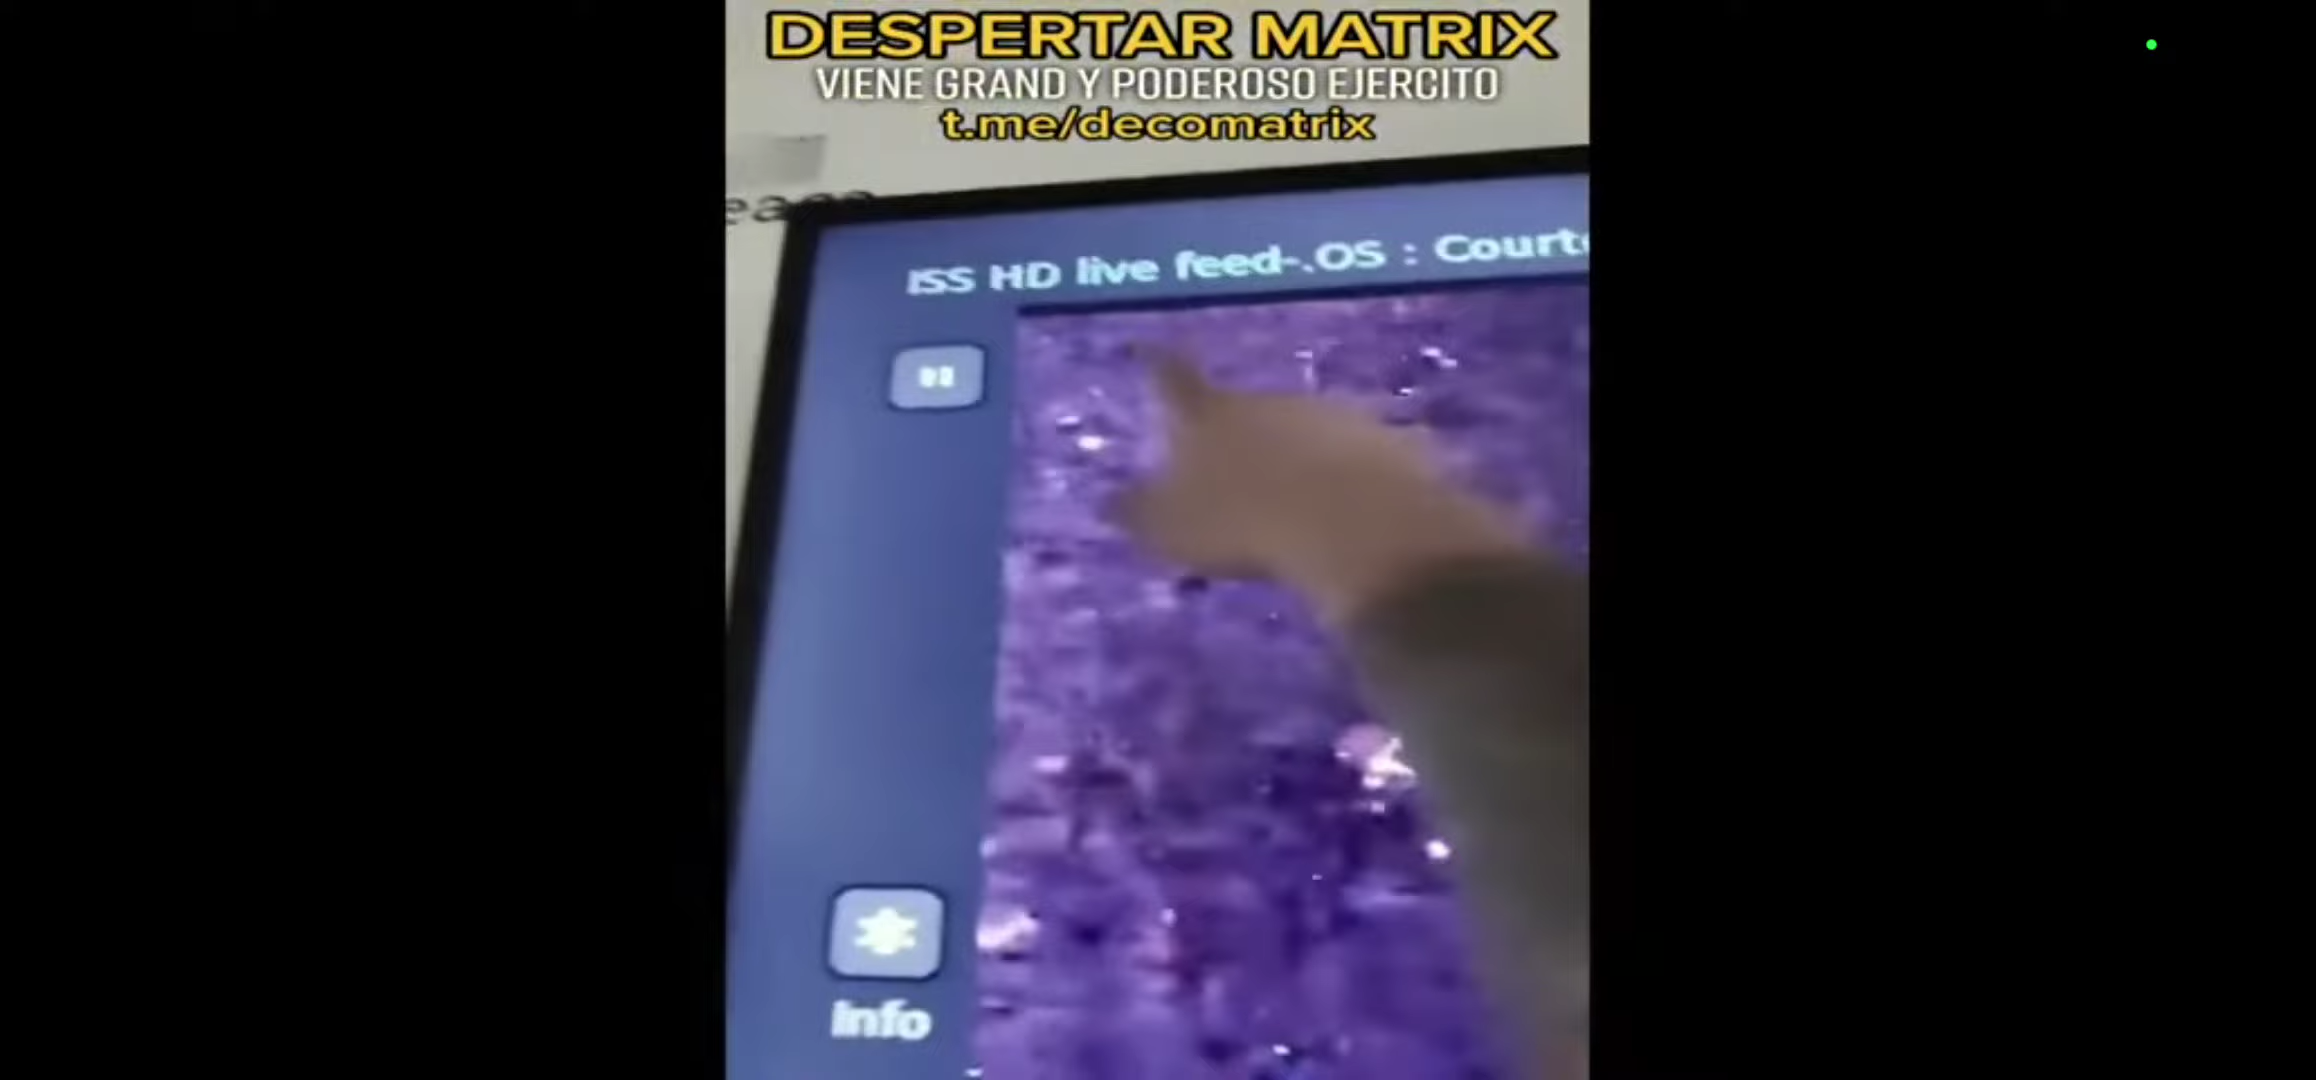 DESPERTAR MATRIX
VIENE GRAND Y PODEROSO EJERCITO
t.me/decomatrix
ISS HD live feed-.OS :
Info